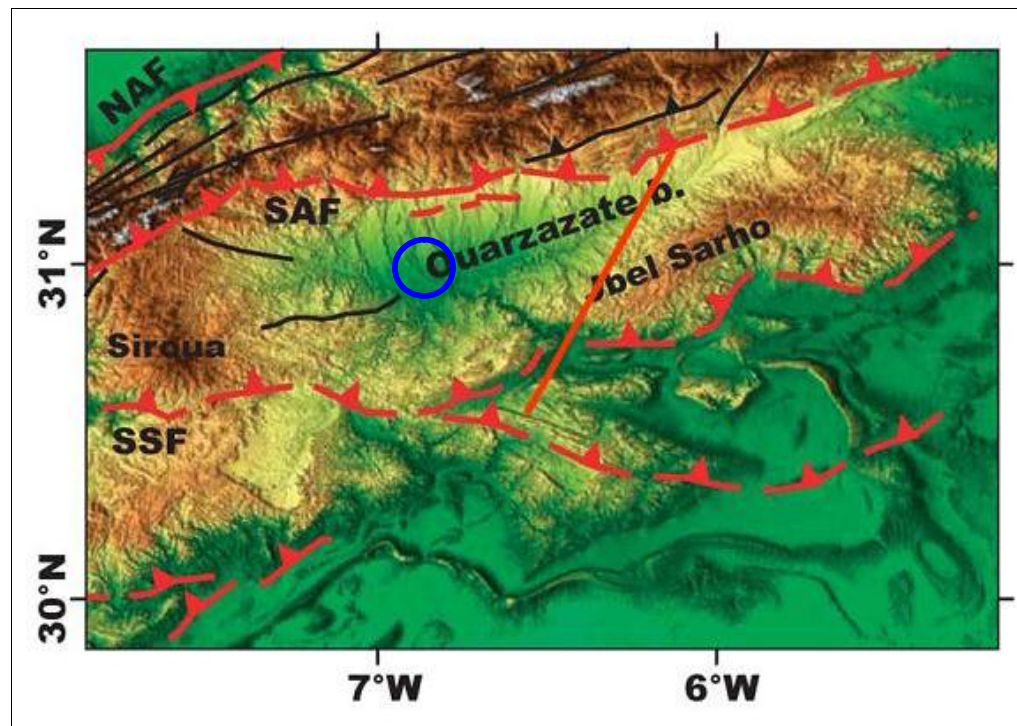 NAF
SAF
Ouarzazate b.
Jbel Sarho
Siroua
SSF
31°N
30°N
7°W
6°W